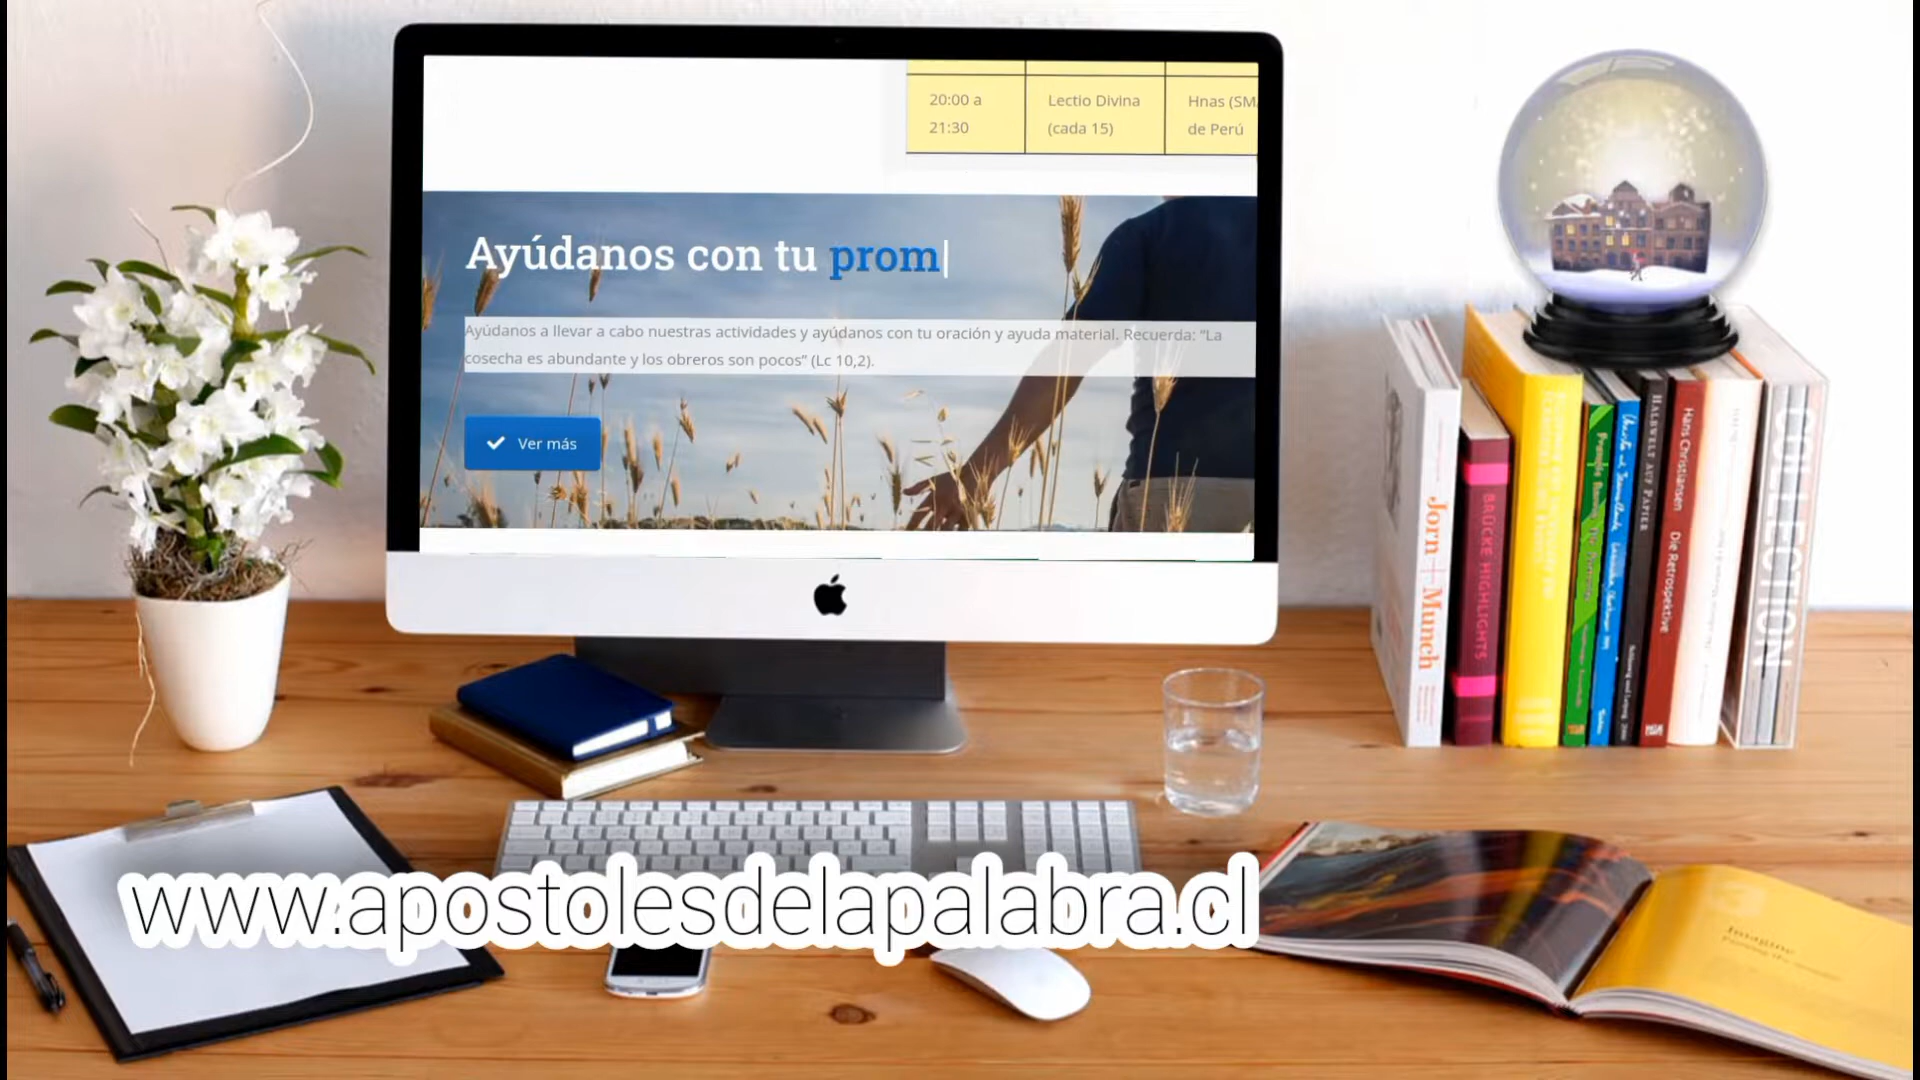 20:00 a
21:30
Lectio Divina
(cada 15)
Hnas (SM
de Perú
Ayúdanos con tu prom|
Ayúdanos a llevar a cabo nuestras actividades y ayúdanos con tu oración y ayuda material. Recuerda: “La
cosecha es abundante y los obreros son pocos” (Lc 10,2).
Ver más
Jorn + Munch
BRÜCKE HIGHLIGHTS
HALBWELT AUF PAPIER
Hans Christiansen Die Retrospektive
COLLECTION
Imagine
www.apostolesdelapalabra.cl